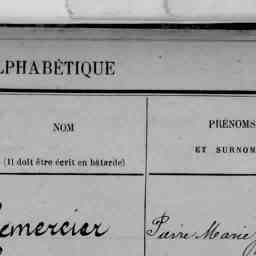 LPHABÉTIQUE
NOM
(Il doit être écrit en bâtarde)
PRÉNOMS
ET SURNOM
emercier
Pierre Marie